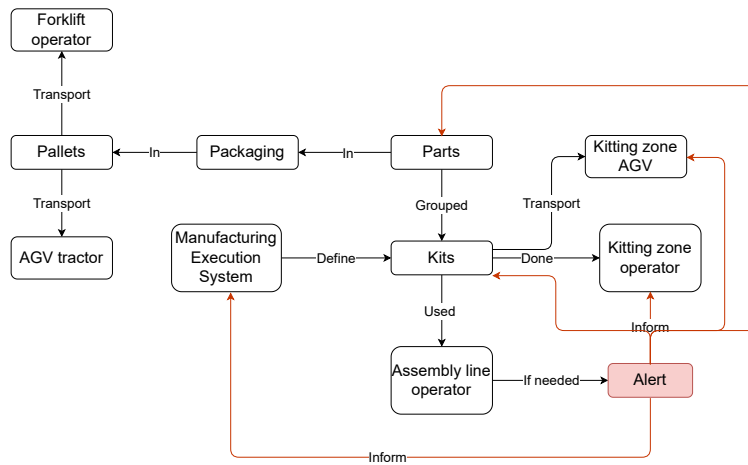 Forklift
operator
Transport
Pallets
In
Packaging
In
Parts
Kitting zone
AGV
Transport
Grouped
Transport
AGV tractor
Manufacturing
Execution
System
Define
Kits
Done
Kitting zone
operator
Used
Inform
Assembly line
operator
If needed
Alert
Inform